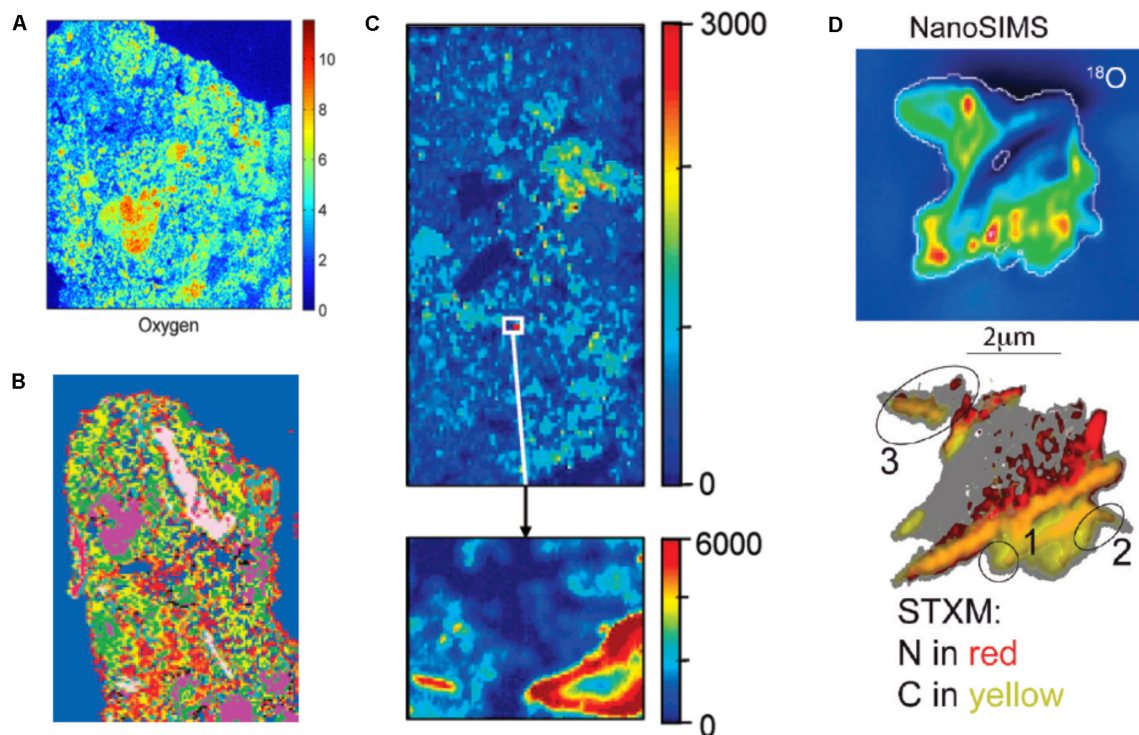 A
10
8
6
4
2
0
Oxygen
B
C
3000
0
6000
0
D
NanoSIMS
¹⁸O
2μm
3
1
2
STXM:
N in red
C in yellow